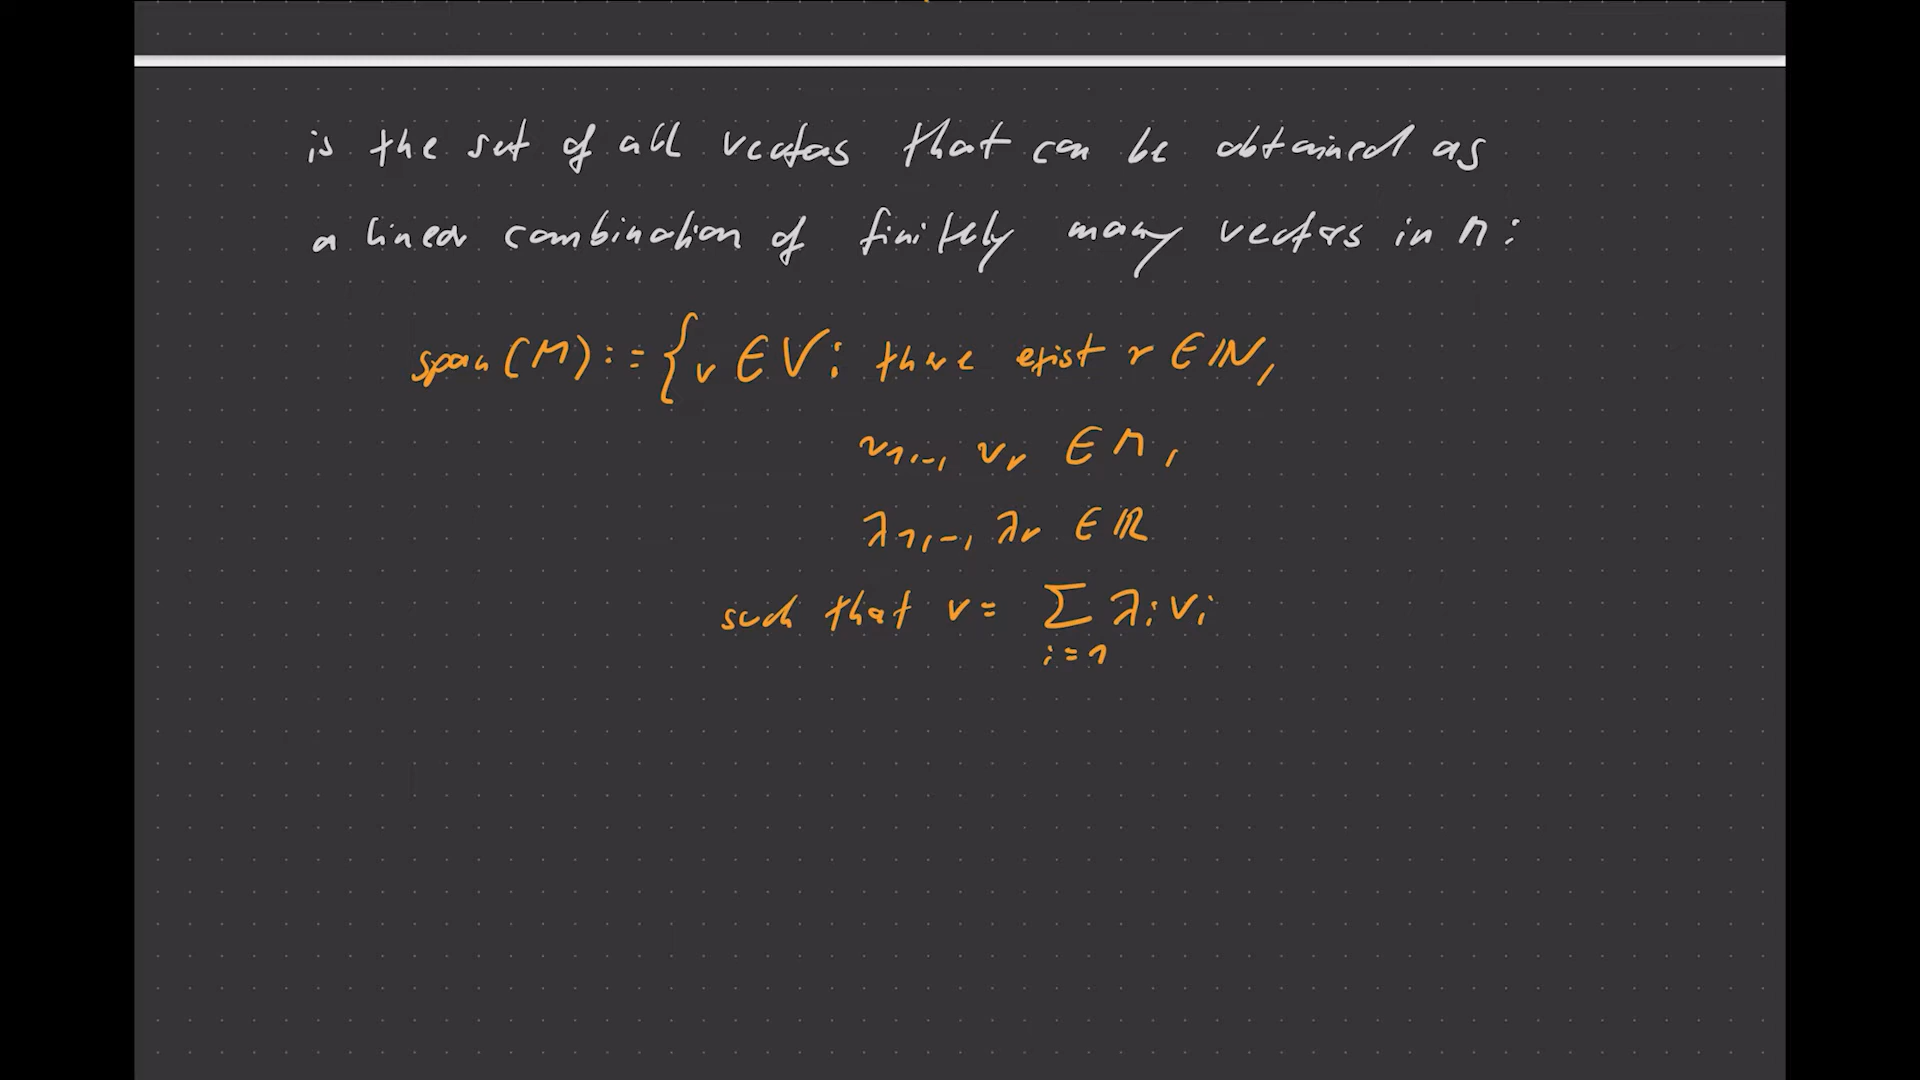 is the set of all vectors that can be obtained as
a linear combination of finitely many vectors in M:
span(M) := { v ∈ V : there exist r ∈ ℕ,
v₁,..., vᵣ ∈ M,
λ₁,..., λᵣ ∈ ℝ
such that v = ∑ λᵢ vᵢ
i=1